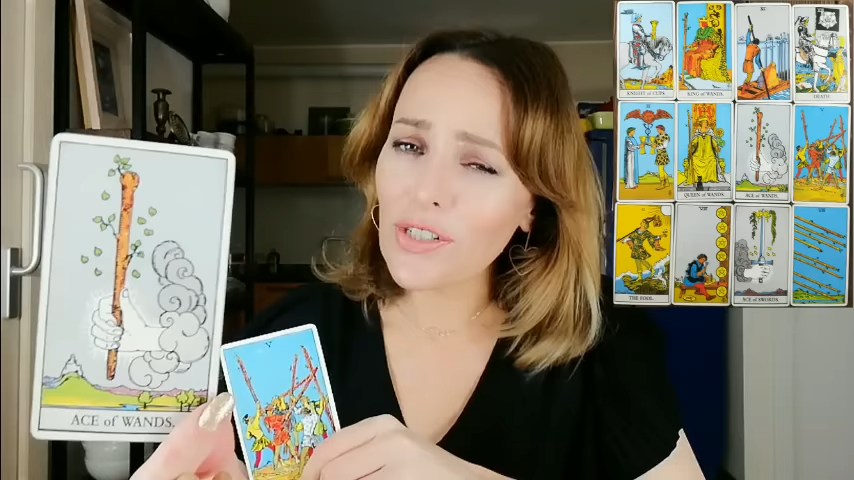 ACE of WANDS.
V
KNIGHT of CUPS.
KING of WANDS.
VI
DEATH.
QUEEN of WANDS.
ACE of WANDS.
THE FOOL.
ACE of SWORDS.